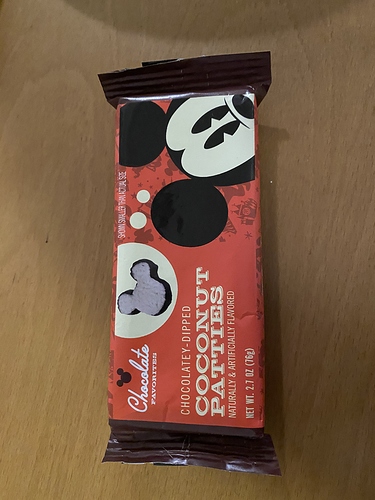 SHOWN SMALLER THAN ACTUAL SIZE
Chocolate
FAVORITES
CHOCOLATEY-DIPPED
COCONUT
PATTIES
NATURALLY & ARTIFICIALLY FLAVORED
NET WT. 2.7 OZ (76g)